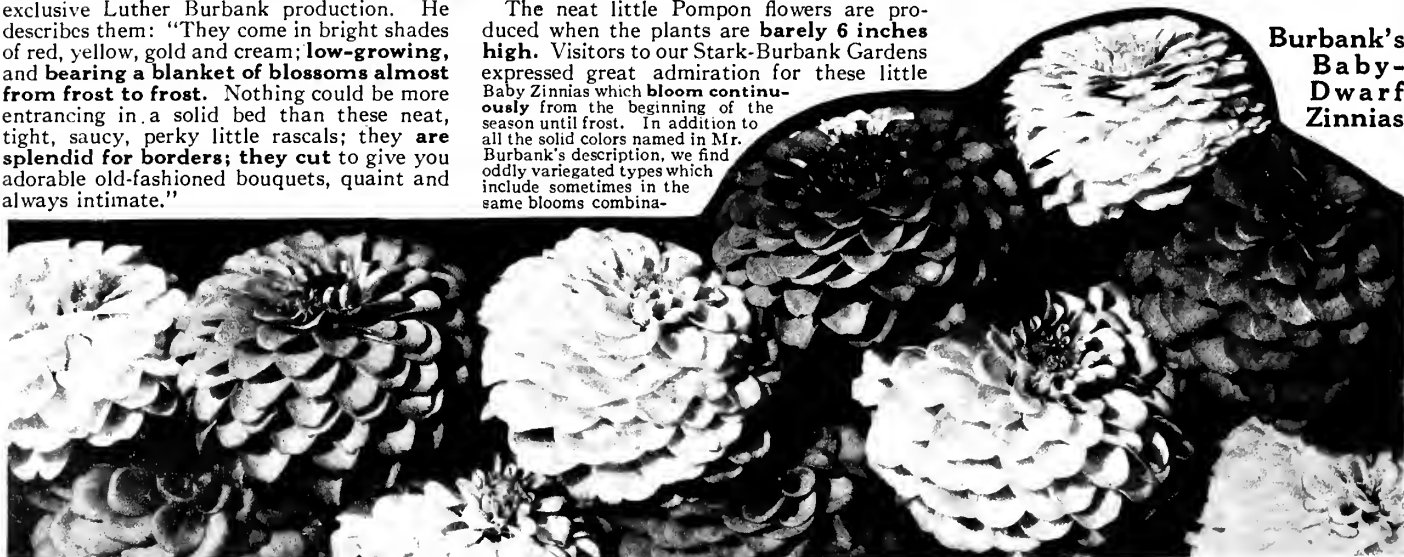 exclusive Luther Burbank production. He
describes them: "They come in bright shades
of red, yellow, gold and cream; low-growing,
and bearing a blanket of blossoms almost
from frost to frost. Nothing could be more
entrancing in a solid bed than these neat,
tight, saucy, perky little rascals; they are
splendid for borders; they cut to give you
adorable old-fashioned bouquets, quaint and
always intimate."
The neat little Pompon flowers are pro-
duced when the plants are barely 6 inches
high. Visitors to our Stark-Burbank Gardens
expressed great admiration for these little
Baby Zinnias which bloom continu-
ously from the beginning of the
season until frost. In addition to
all the solid colors named in Mr.
Burbank's description, we find
oddly variegated types which
include sometimes in the
same blooms combina-
Burbank's
Baby-
Dwarf
Zinnias